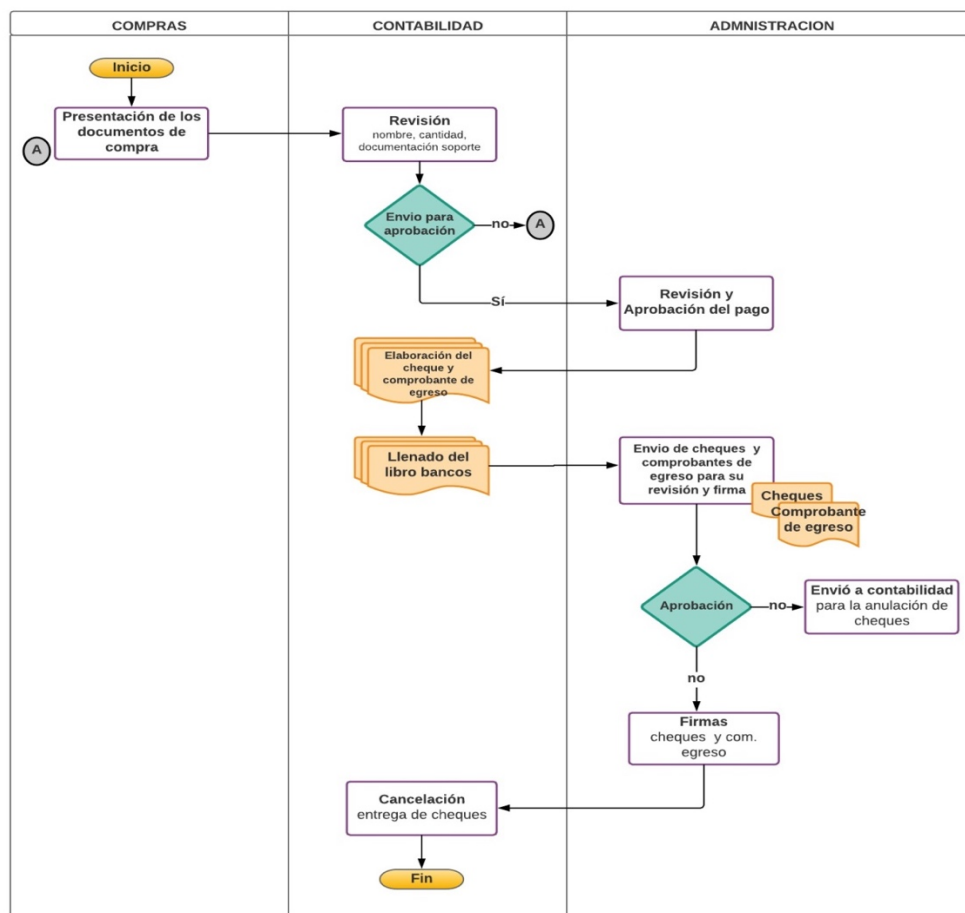 COMPRAS
CONTABILIDAD
ADMNISTRACION
Inicio
Presentación de los
documentos de
compra
A
Revisión
nombre, cantidad,
documentación soporte
Envio para
aprobación
no
A
Sí
Revisión y
Aprobación del pago
Elaboración del
cheque y
comprobante de
egreso
Llenado del
libro bancos
Envio de cheques y
comprobantes de
egreso para su
revisión y firma
Cheques
Comprobante
de egreso
Aprobación
no
Envió a contabilidad
para la anulación de
cheques
no
Firmas
cheques y com.
egreso
Cancelación
entrega de cheques
Fin